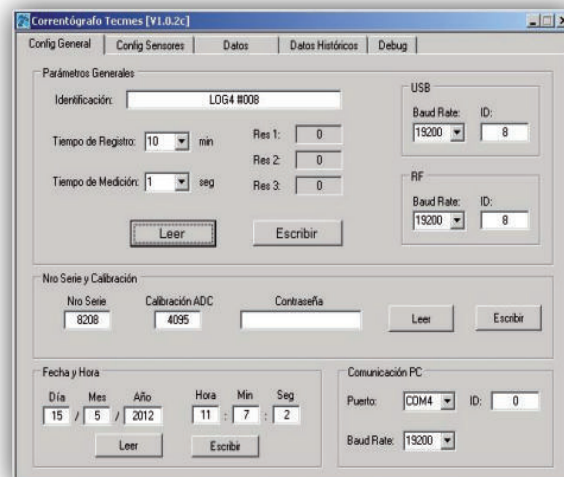 Correntógrafo Tecmes [V1.0.2c]
Config General Config Sensores Datos Datos Históricos Debug
Parámetros Generales
Identificación: LOG4 #008
Tiempo de Registro: 10 min
Tiempo de Medición: 1 seg
Res 1: 0
Res 2: 0
Res 3: 0
Leer Escribir
USB
Baud Rate: ID:
19200 8
RF
Baud Rate: ID:
19200 8
Nro Serie y Calibración
Nro Serie Calibración ADC Contraseña
8208 4095 Leer Escribir
Fecha y Hora
Día Mes Año Hora Min Seg
15 / 5 / 2012 11 : 7 : 2
Leer Escribir
Comunicación PC
Puerto: COM4 ID: 0
Baud Rate: 19200